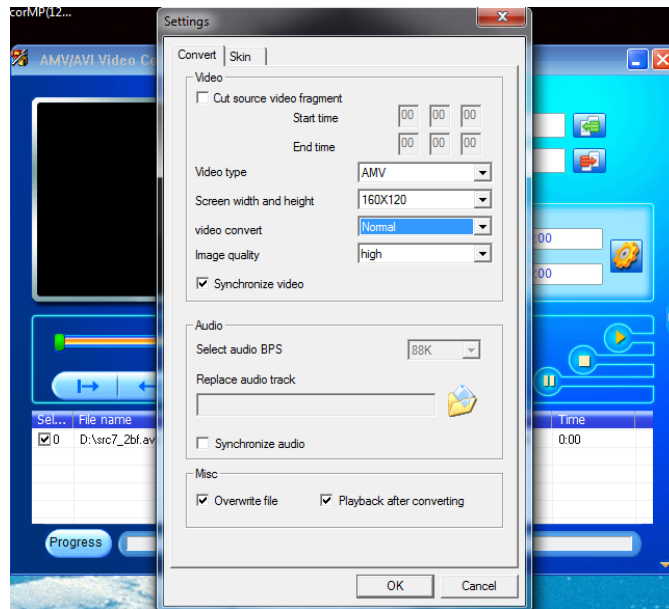 corMP(12...
Settings
AMV/AVI Video Co
Convert
Skin
Video
Cut source video fragment
Start time 00 00 00
End time 00 00 00
Video type AMV
Screen width and height 160X120
video convert Normal
Image quality high
Synchronize video
:00
:00
Audio
Select audio BPS 88K
Replace audio track
Synchronize audio
Sel... File name Time
0 D:\src7_2bf.av 0:00
Misc
Overwrite file Playback after converting
Progress
OK Cancel